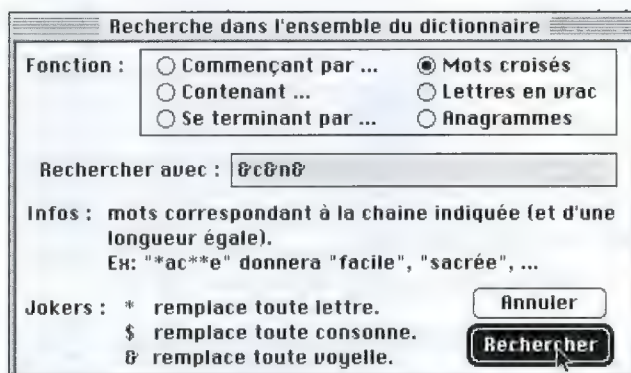 Recherche dans l'ensemble du dictionnaire
Fonction : Commençant par ... Mots croisés
Contenant ... Lettres en vrac
Se terminant par ... Anagrammes
Rechercher avec : &c&n&
Infos : mots correspondant à la chaine indiquée (et d'une
longueur égale).
Ex: "*ac**e" donnera "facile", "sacrée", ...
Jokers : * remplace toute lettre.
$ remplace toute consonne.
& remplace toute voyelle.
Annuler
Rechercher